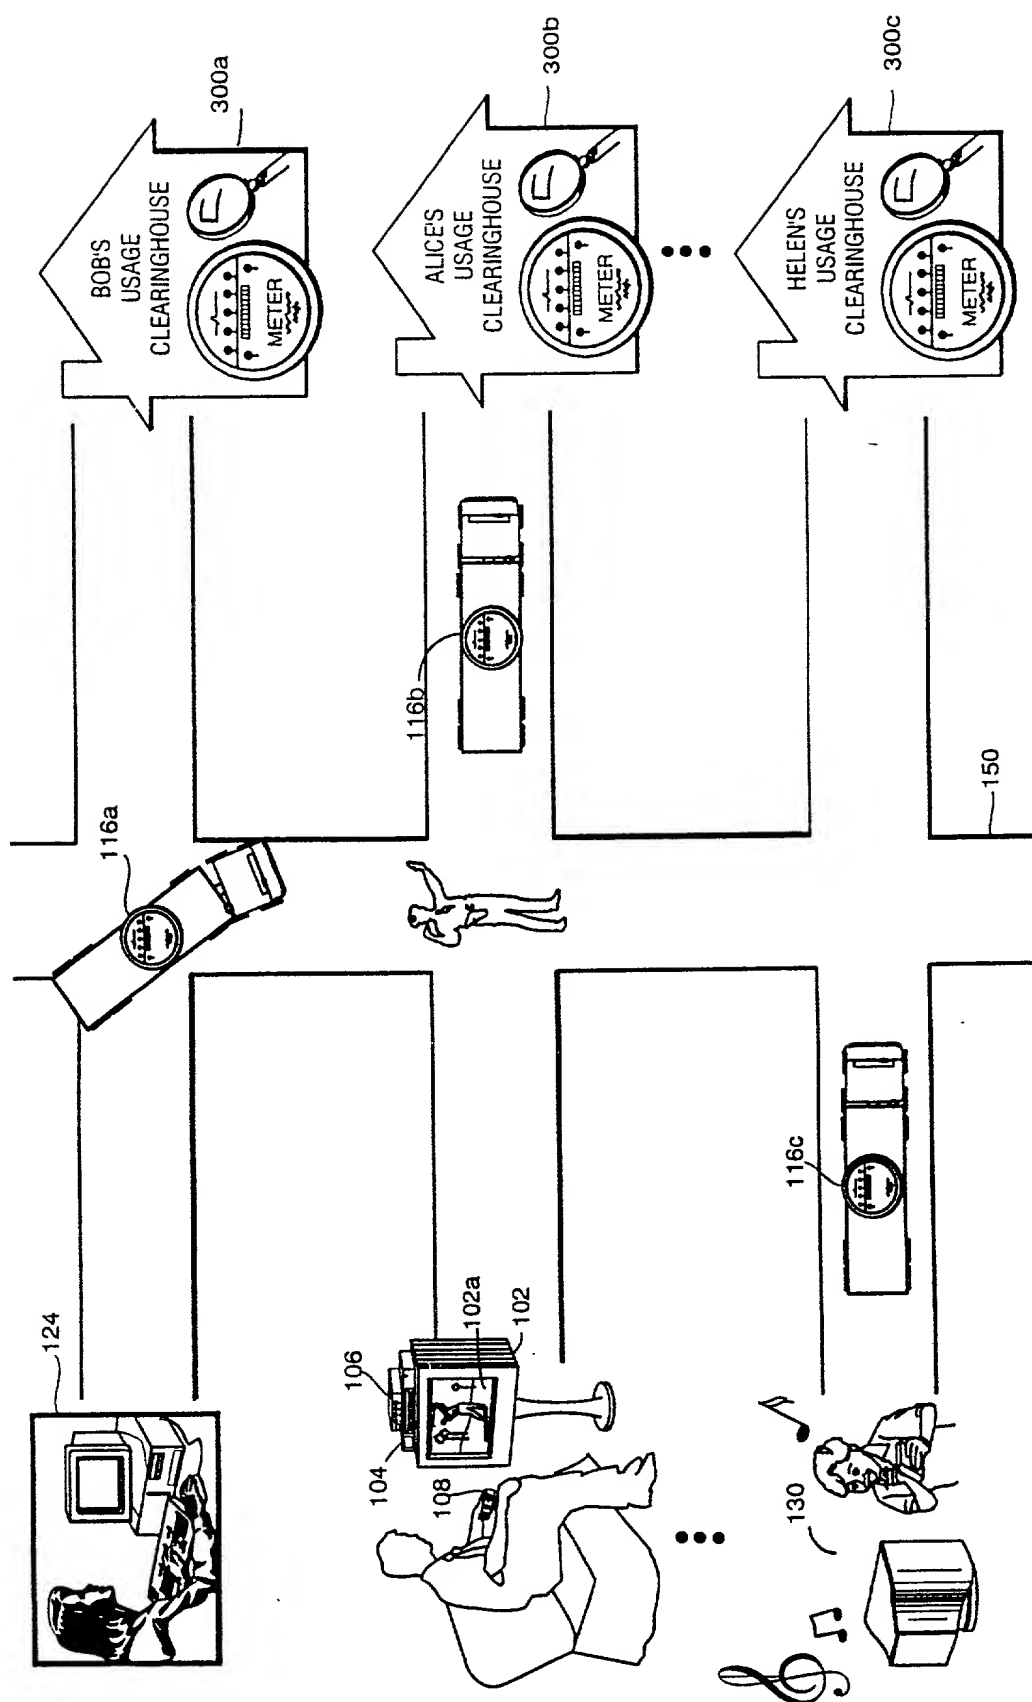 BOB'S
USAGE
CLEARINGHOUSE
METER
300a
ALICE'S
USAGE
CLEARINGHOUSE
METER
300b
HELEN'S
USAGE
CLEARINGHOUSE
METER
300c
116a
116b
116c
150
124
106
104
108
102a
102
130